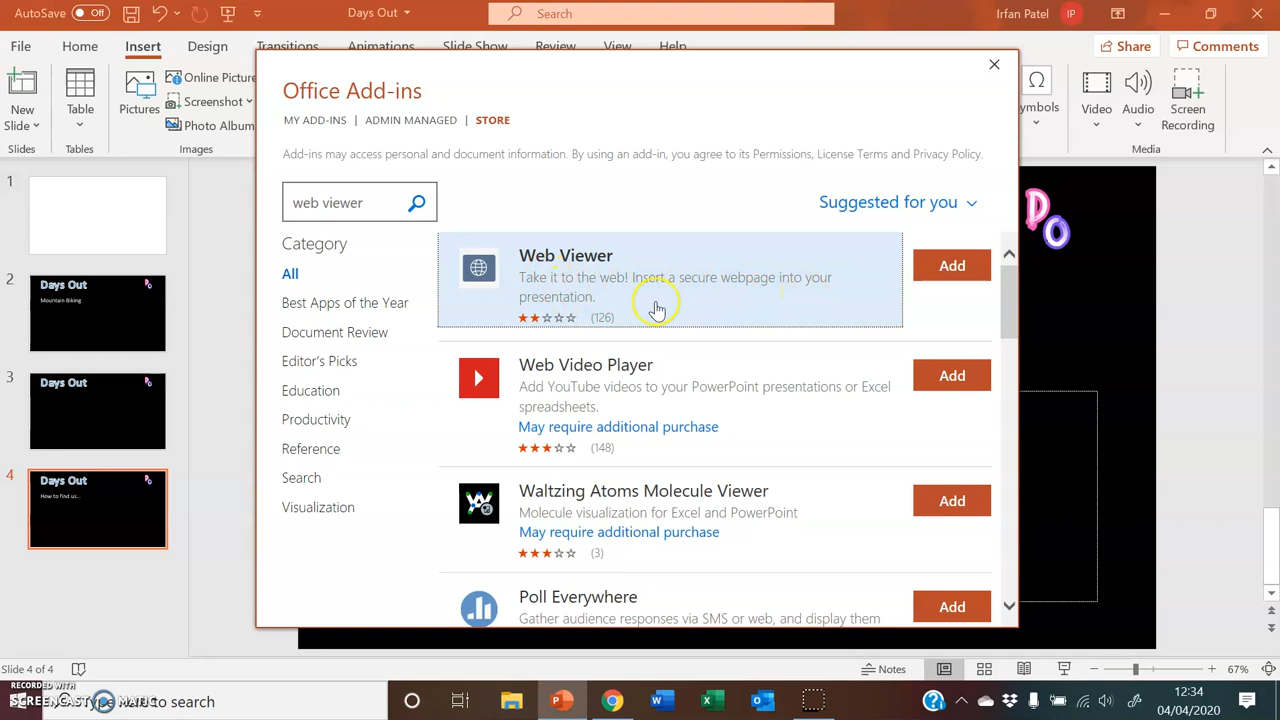 AutoSave Off Days Out Search Irfan Patel IP
File Home Insert Design Transitions Animations Slide Show Review View Help Share Comments
New Slide
Table
Pictures
Online Picture
Screenshot
Photo Album
Symbols
Video
Audio
Screen Recording
Slides Tables Images Media
Office Add-ins
MY ADD-INS | ADMIN MANAGED | STORE
Add-ins may access personal and document information. By using an add-in, you agree to its Permissions, License Terms and Privacy Policy.
web viewer
Suggested for you
Category
All
Best Apps of the Year
Document Review
Editor's Picks
Education
Productivity
Reference
Search
Visualization
Web Viewer
Take it to the web! Insert a secure webpage into your
presentation.
(126)
Add
Web Video Player
Add YouTube videos to your PowerPoint presentations or Excel
spreadsheets.
May require additional purchase
(148)
Add
Waltzing Atoms Molecule Viewer
Molecule visualization for Excel and PowerPoint
May require additional purchase
(3)
Add
Poll Everywhere
Gather audience responses via SMS or web, and display them
Add
1
2
Days Out
Mountain Biking
3
Days Out
4
Days Out
How to find us...
DO
Slide 4 of 4 Notes 67%
RECORDED WITH
SCREENCAST MATIC
Type here to search
12:34
04/04/2020